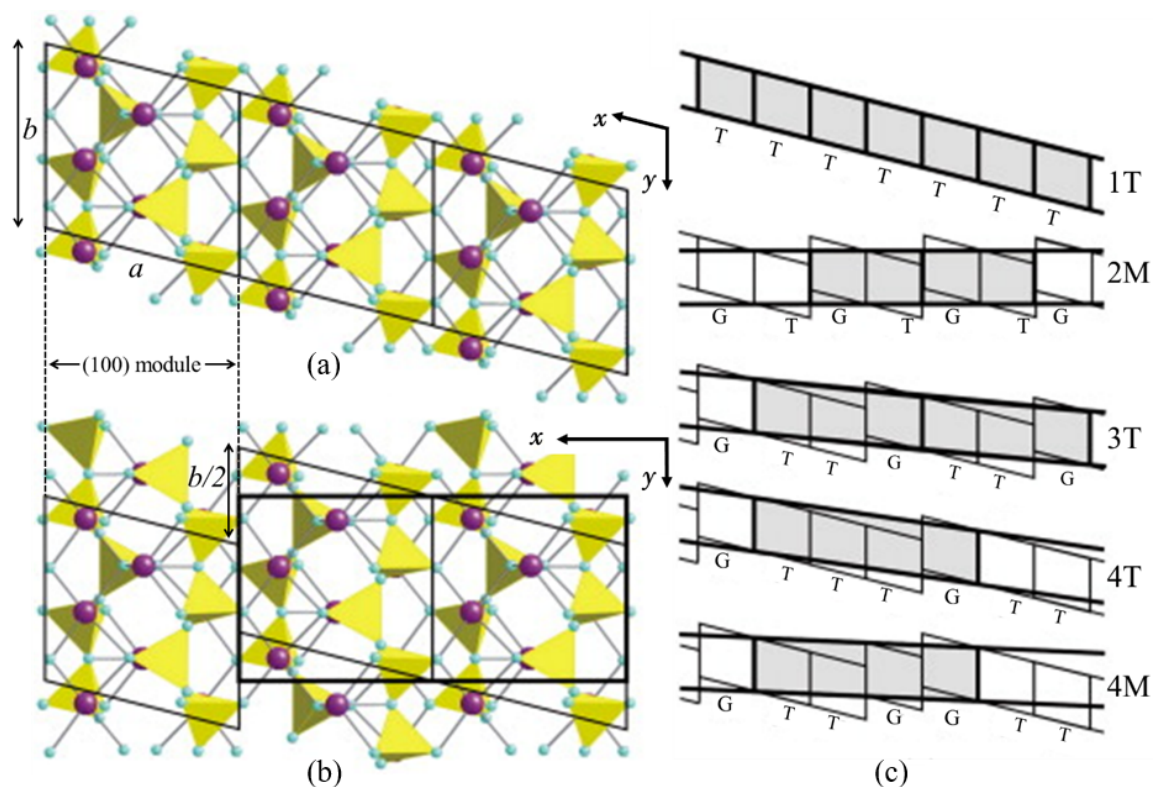 b
a
(100) module
(a)
x
y
b/2
(b)
x
y
T T T T T T T
1T
G T G T G T G
2M
G T T G T T G
3T
G T T T G T T
4T
G T T G G T T
4M
(c)